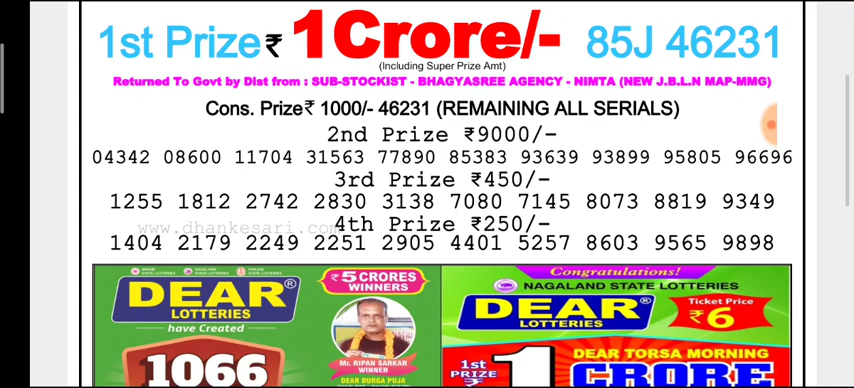 1st Prize ₹ 1Crore/- 85J 46231
(Including Super Prize Amt)
Returned To Govt by Dist from : SUB-STOCKIST - BHAGYASREE AGENCY - NIMTA (NEW J.B.L.N MAP-MMG)
Cons. Prize ₹ 1000/- 46231 (REMAINING ALL SERIALS)
2nd Prize ₹9000/-
04342 08600 11704 31563 77890 85383 93639 93899 95805 96696
3rd Prize ₹450/-
1255 1812 2742 2830 3138 7080 7145 8073 8819 9349
www.dhankesari.com
4th Prize ₹250/-
1404 2179 2249 2251 2905 4401 5257 8603 9565 9898
DEAR®
LOTTERIES
have Created
1066
₹5 CRORES
WINNERS
Mr. RIPAN SARKAR
WINNER
DEAR DURGA PUJA
Congratulations!
NAGALAND STATE LOTTERIES
DEAR®
LOTTERIES
Ticket Price
₹6
1st
PRIZE
₹
1
DEAR TORSA MORNING
CRORE